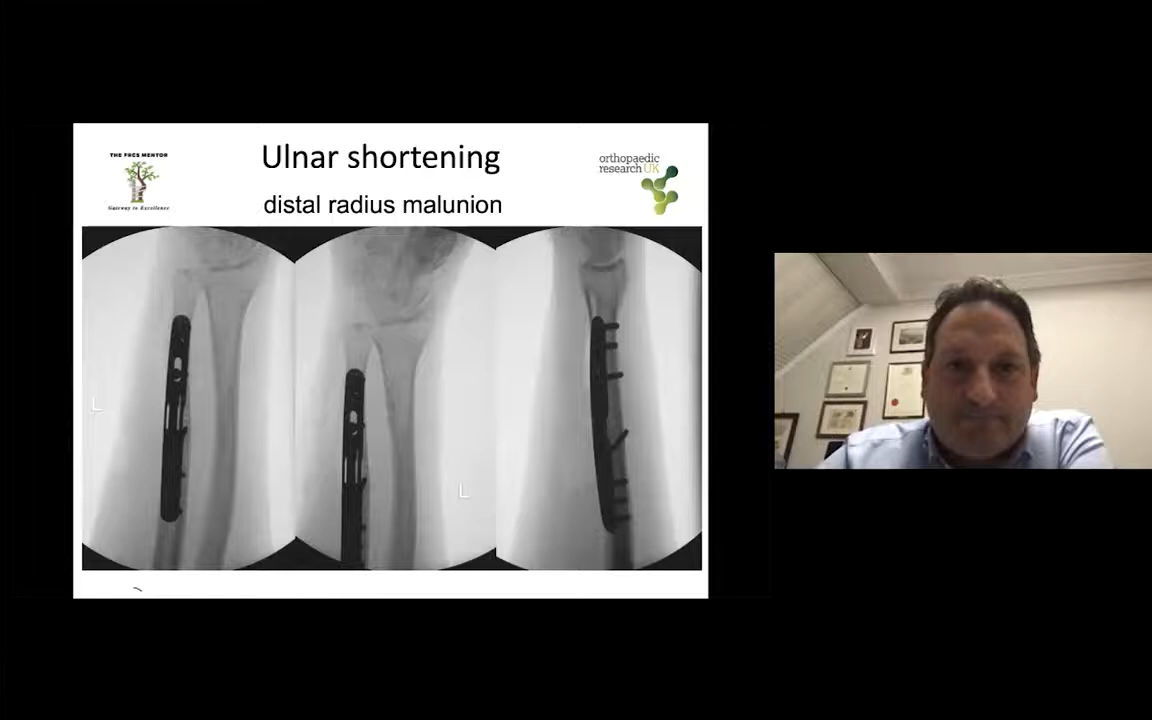 THE FRCS MENTOR
Gateway to Excellence
Ulnar shortening
distal radius malunion
orthopaedic
research UK
L
L